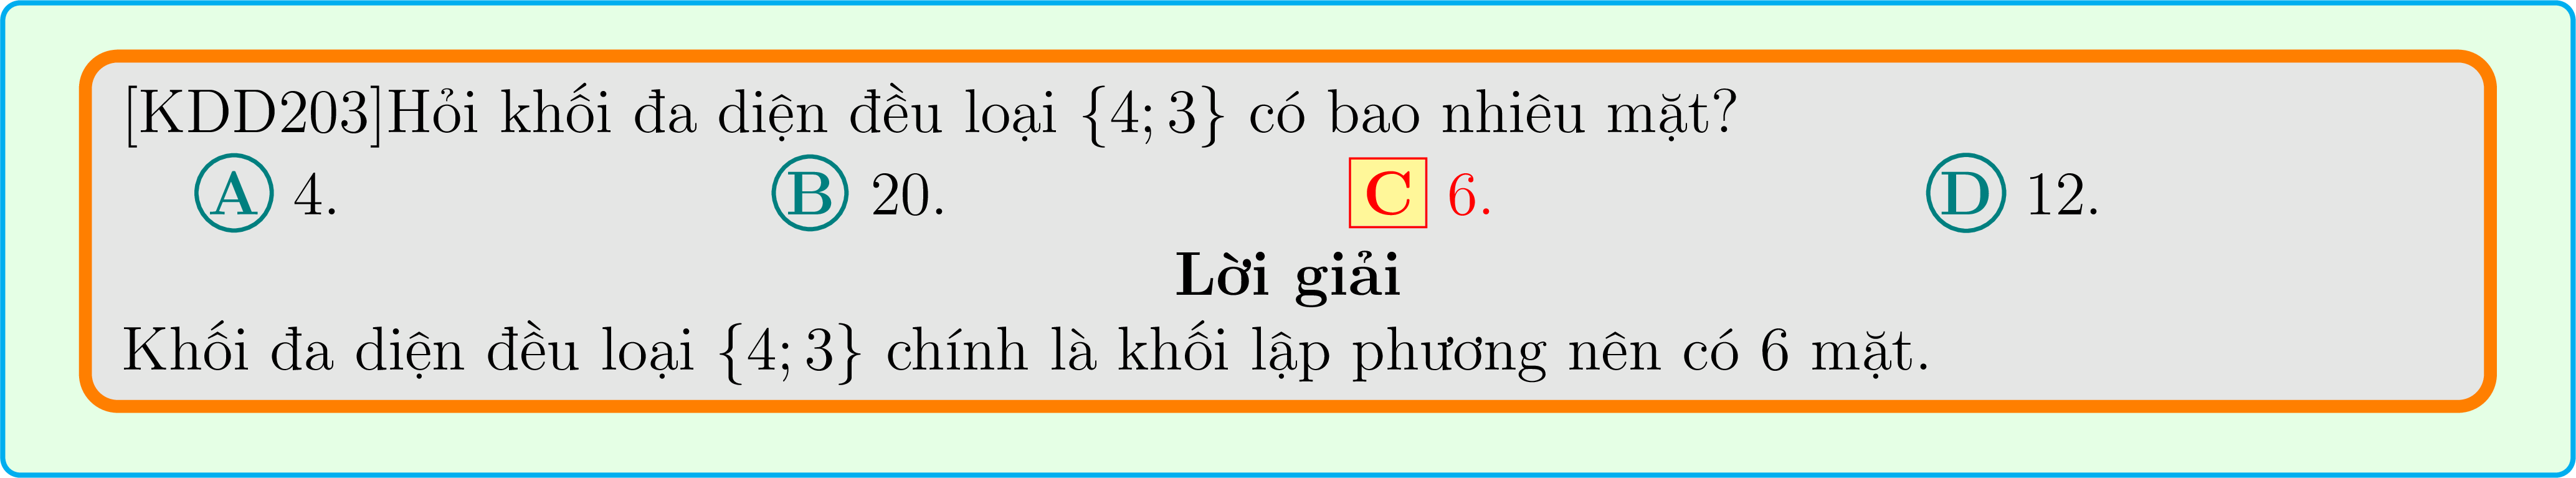 [KDD203]Hỏi khối đa diện đều loại {4; 3} có bao nhiêu mặt?
A 4. B 20. C 6. D 12.
Lời giải
Khối đa diện đều loại {4; 3} chính là khối lập phương nên có 6 mặt.